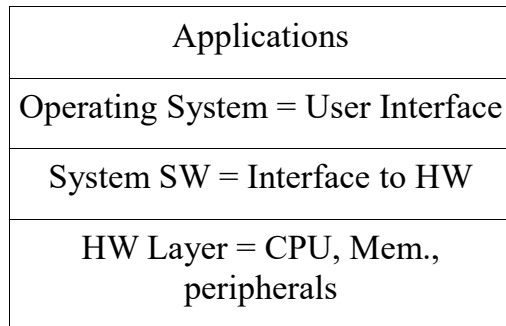 Applications
Operating System = User Interface
System SW = Interface to HW
HW Layer = CPU, Mem.,
peripherals